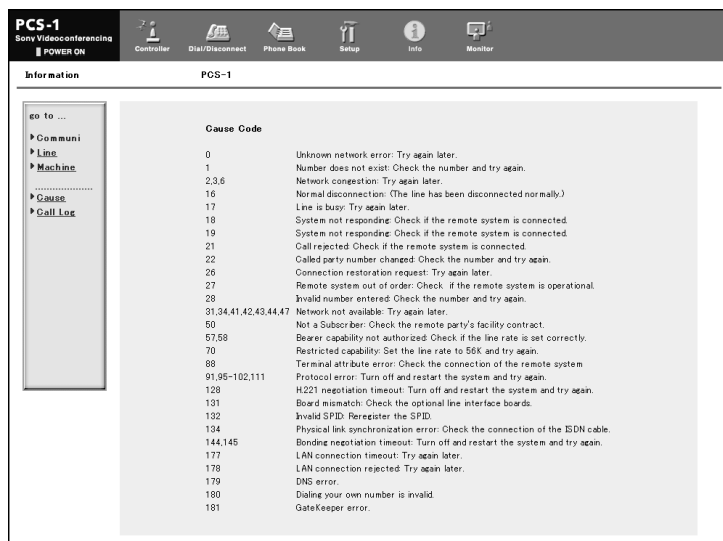 PCS-1
Sony Videoconferencing
POWER ON
Controller
Dial/Disconnect
Phone Book
Setup
Info
Monitor
Information
PCS-1
go to ...
Communi
Line
Machine
Cause
Call Log
Cause Code
0 Unknown network error: Try again later.
1 Number does not exist: Check the number and try again.
2,3,6 Network congestion: Try again later.
16 Normal disconnection: (The line has been disconnected normally.)
17 Line is busy: Try again later.
18 System not responding: Check if the remote system is connected.
19 System not responding: Check if the remote system is connected.
21 Call rejected: Check if the remote system is connected.
22 Called party number changed: Check the number and try again.
26 Connection restoration request: Try again later.
27 Remote system out of order: Check if the remote system is operational.
28 Invalid number entered: Check the number and try again.
31,34,41,42,43,44,47 Network not available: Try again later.
50 Not a Subscriber: Check the remote party's facility contract.
57,58 Bearer capability not authorized: Check if the line rate is set correctly.
70 Restricted capability: Set the line rate to 56K and try again.
88 Terminal attribute error: Check the connection of the remote system
91,95-102,111 Protocol error: Turn off and restart the system and try again.
128 H.221 negotiation timeout: Turn off and restart the system and try again.
131 Board mismatch: Check the optional line interface boards.
132 Invalid SPID: Reregister the SPID.
134 Physical link synchronization error: Check the connection of the ISDN cable.
144,145 Bonding negotiation timeout: Turn off and restart the system and try again.
177 LAN connection timeout: Try again later.
178 LAN connection rejected: Try again later.
179 DNS error.
180 Dialing your own number is invalid.
181 GateKeeper error.